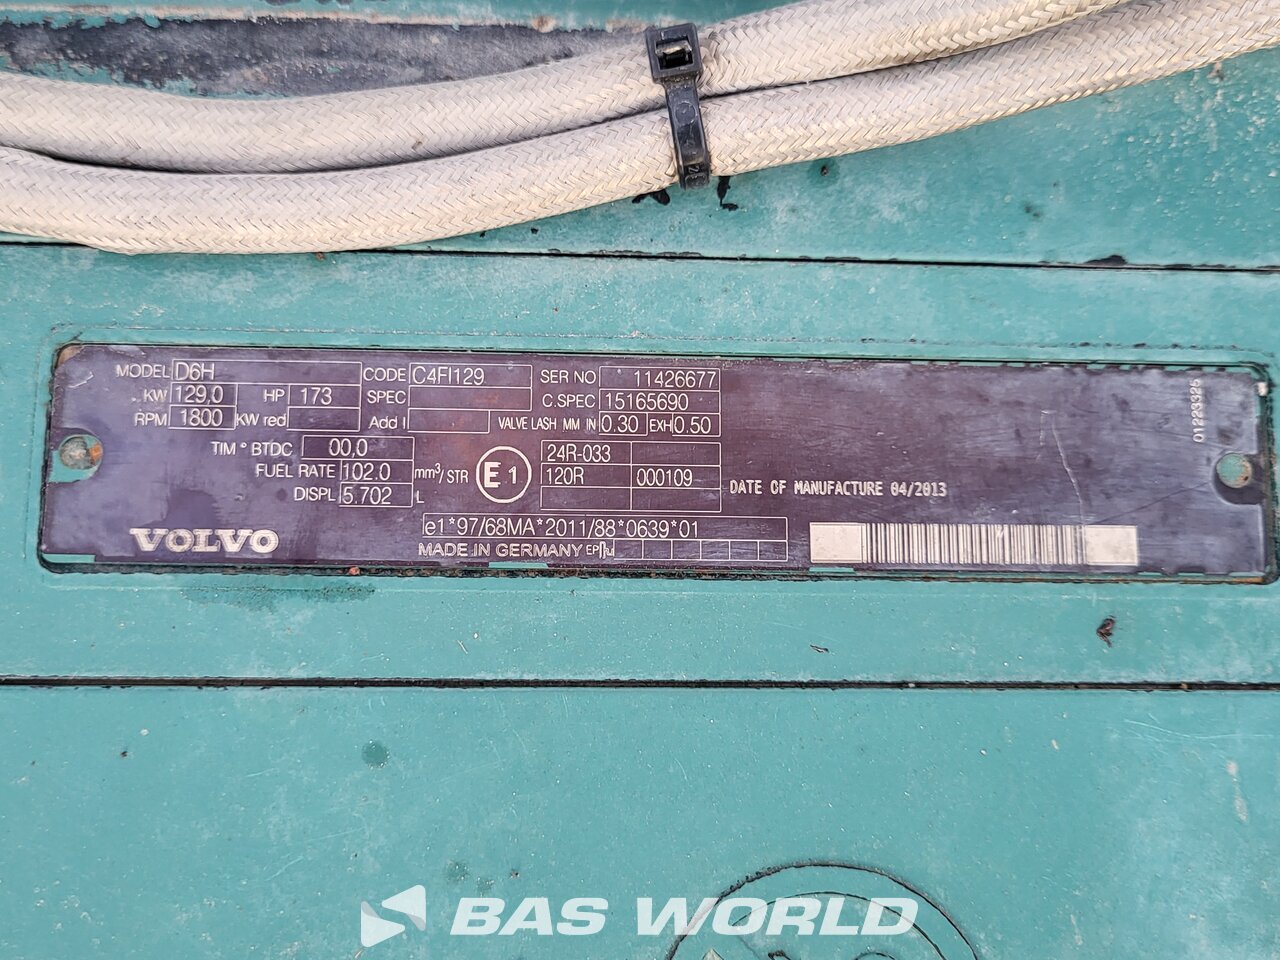 MODEL D6H CODE C4FI129 SER NO 11426677
KW 129,0 HP 173 SPEC C.SPEC 15165690
RPM 1800 KW red Add I VALVE LASH MM IN 0.30 EXH 0.50
TIM ° BTDC 00,0 24R-033
FUEL RATE 102.0 mm³/STR E1 120R 000109
DISPL 5.702 L
DATE OF MANUFACTURE 04/2013
01223325
e1*97/68MA*2011/88*0639*01
VOLVO MADE IN GERMANY
BAS WORLD